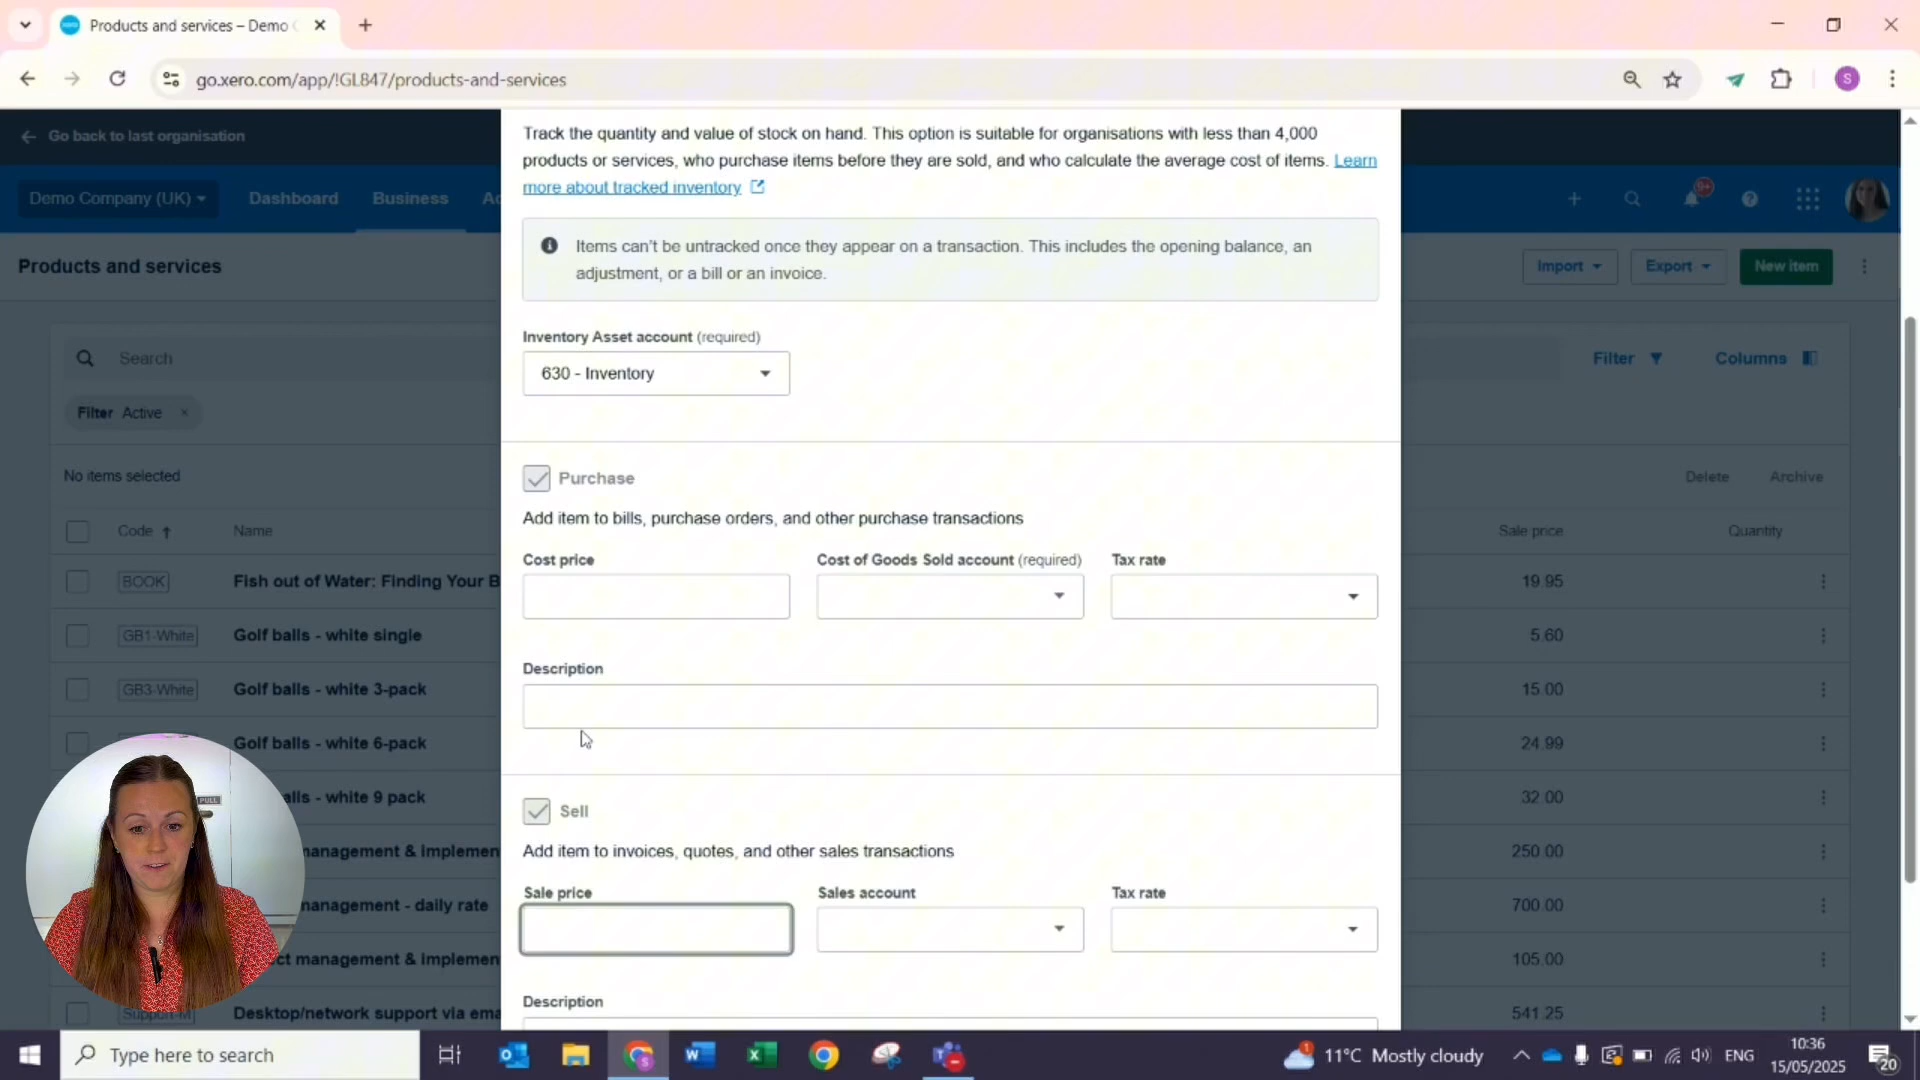 Products and services – Demo
go.xero.com/app/!GL847/products-and-services
S
Go back to last organisation
Demo Company (UK)
Dashboard
Business
9+
Products and services
Import
Export
New item
Search
Filter
Columns
Filter Active ×
No items selected
Delete
Archive
Code
Name
Sale price
Quantity
BOOK
Fish out of Water: Finding Your B
19.95
GB1-White
Golf balls - white single
5.60
GB3-White
Golf balls - white 3-pack
15.00
Golf balls - white 6-pack
24.99
alls - white 9 pack
32.00
nanagement & implemen
250.00
nanagement - daily rate
700.00
ct management & implemen
105.00
Support-M
Desktop/network support via ema
541.25
Track the quantity and value of stock on hand. This option is suitable for organisations with less than 4,000
products or services, who purchase items before they are sold, and who calculate the average cost of items. Learn
more about tracked inventory
Items can't be untracked once they appear on a transaction. This includes the opening balance, an
adjustment, or a bill or an invoice.
Inventory Asset account (required)
630 - Inventory
Purchase
Add item to bills, purchase orders, and other purchase transactions
Cost price
Cost of Goods Sold account (required)
Tax rate
Description
Sell
Add item to invoices, quotes, and other sales transactions
Sale price
Sales account
Tax rate
Description
PULL
Type here to search
11°C Mostly cloudy
ENG
10:36
15/05/2025
20